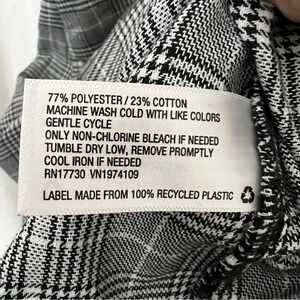 77% POLYESTER / 23% COTTON
MACHINE WASH COLD WITH LIKE COLORS
GENTLE CYCLE
ONLY NON-CHLORINE BLEACH IF NEEDED
TUMBLE DRY LOW, REMOVE PROMPTLY
COOL IRON IF NEEDED
RN17730 VN1974109
LABEL MADE FROM 100% RECYCLED PLASTIC